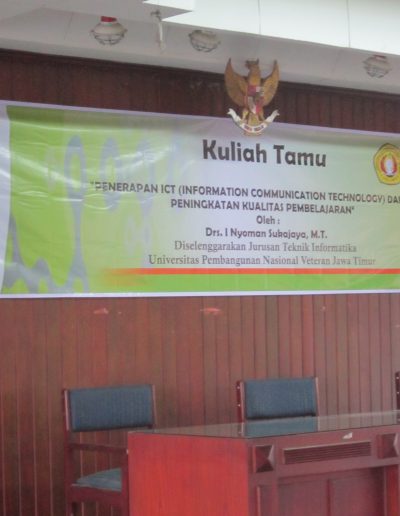 Kuliah Tamu
"PENERAPAN ICT (INFORMATION COMMUNICATION TECHNOLOGY) DA
PENINGKATAN KUALITAS PEMBELAJARAN"
Oleh :
Drs. I Nyoman Sukajaya, M.T.
Diselenggarakan Jurusan Teknik Informatika
Universitas Pembangunan Nasional Veteran Jawa Timur